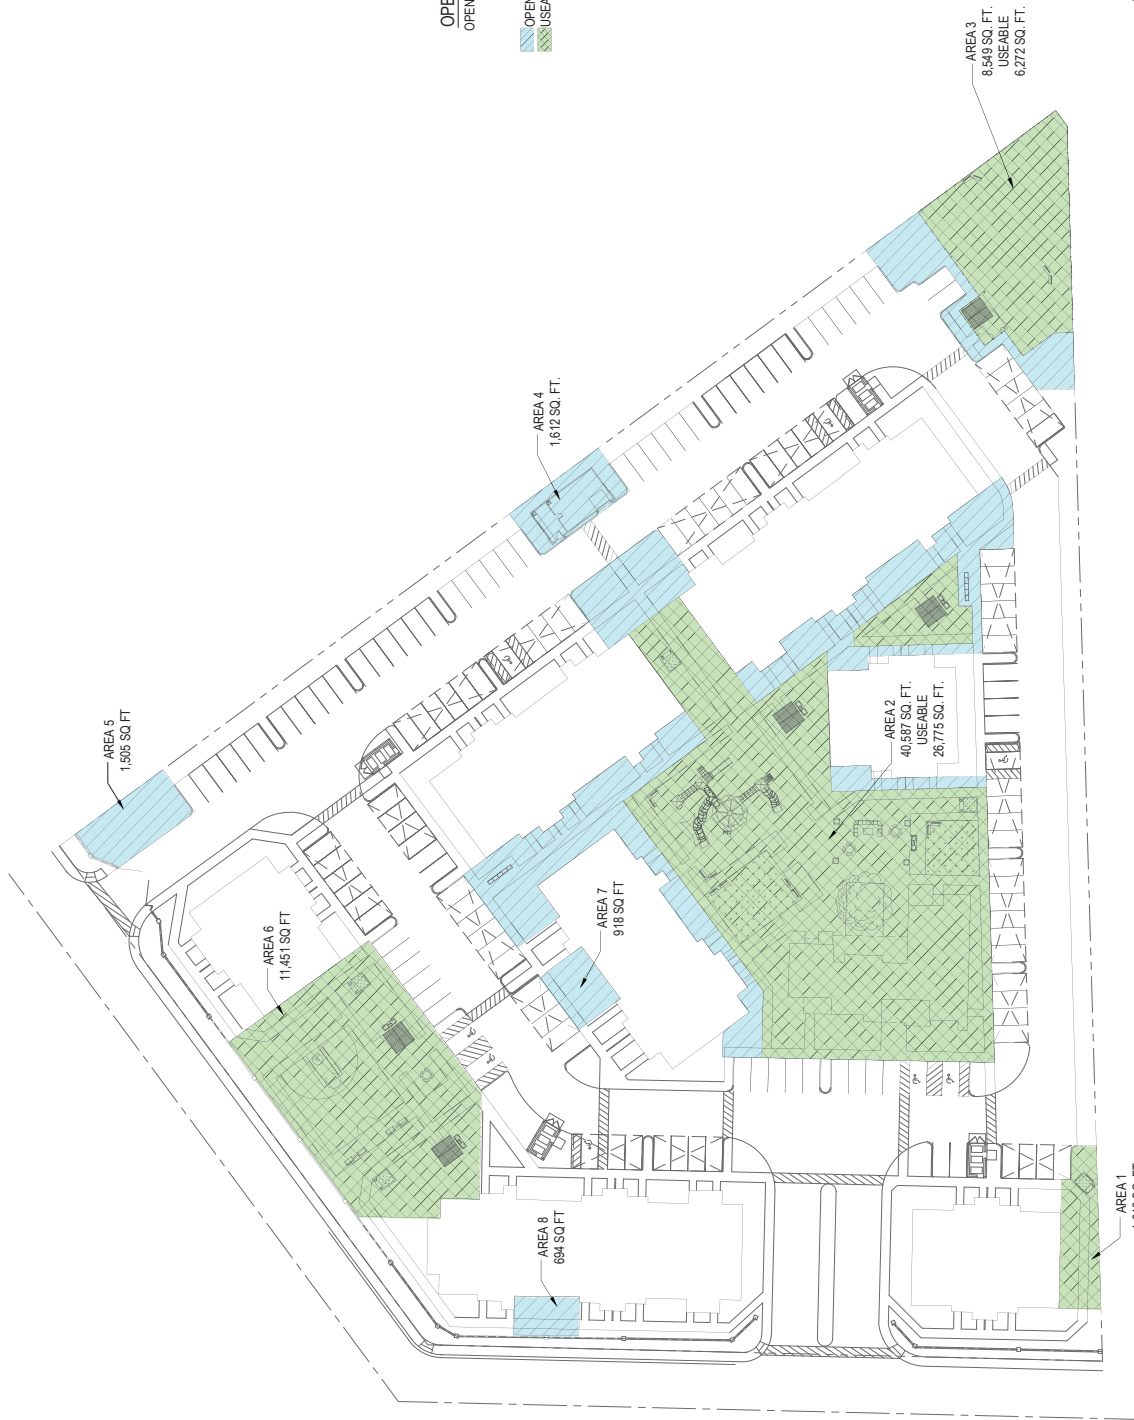 OPE
OPEN
OPEN
USEA
AREA 3
8,549 SQ. FT.
USEABLE
6,272 SQ. FT.
AREA 4
1,612 SQ. FT.
AREA 5
1,505 SQ FT
AREA 2
40,587 SQ. FT.
USEABLE
26,775 SQ. FT.
AREA 7
918 SQ FT
AREA 6
11,451 SQ FT
AREA 8
694 SQ FT
AREA 1